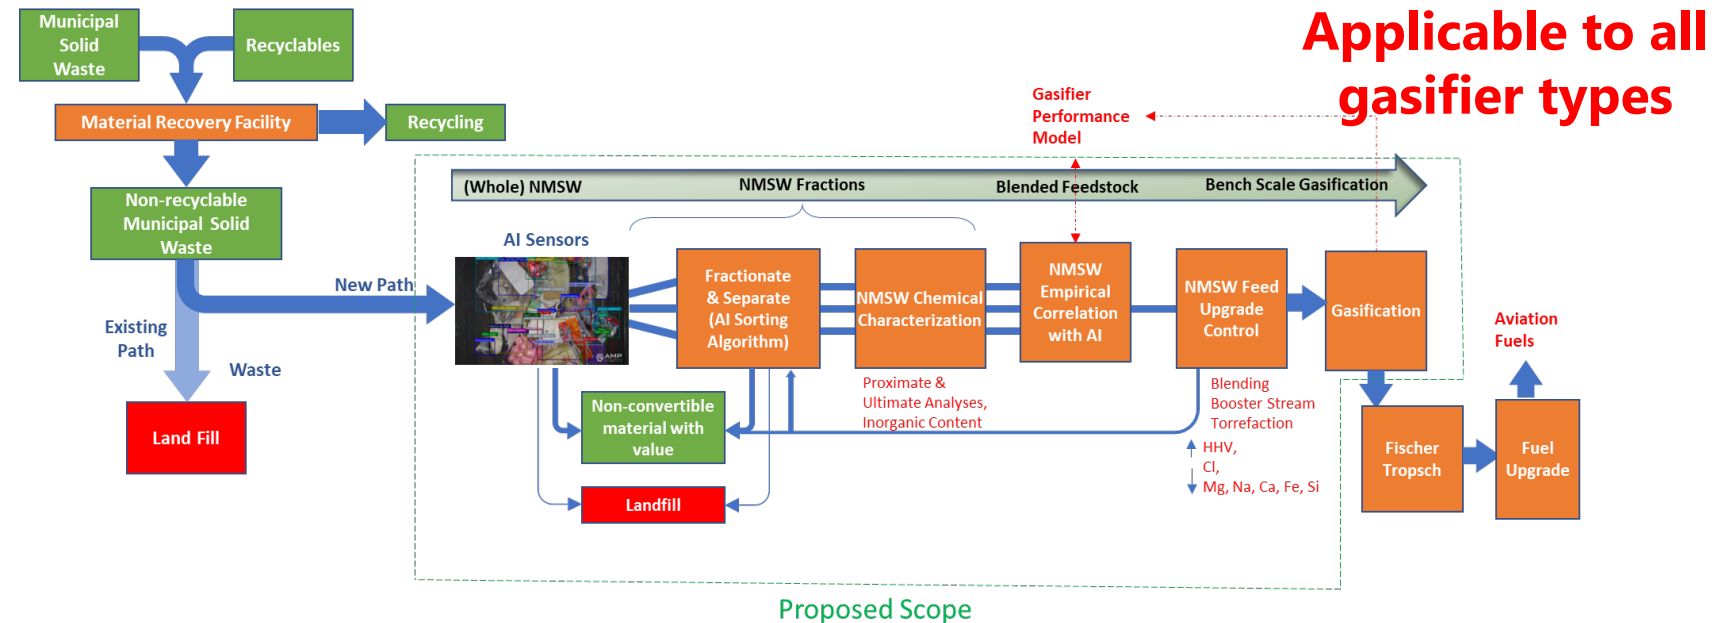 Applicable to all
gasifier types
Municipal
Solid
Waste
Recyclables
Material Recovery Facility
Recycling
Non-recyclable
Municipal Solid
Waste
New Path
Existing
Path
Waste
Land Fill
Gasifier
Performance
Model
(Whole) NMSW
NMSW Fractions
Blended Feedstock
Bench Scale Gasification
AI Sensors
AMP
Fractionate
& Separate
(AI Sorting
Algorithm)
NMSW Chemical
Characterization
NMSW
Empirical
Correlation
with AI
NMSW Feed
Upgrade
Control
Gasification
Proximate &
Ultimate Analyses,
Inorganic Content
Blending
Booster Stream
Torrefaction
HHV,
Cl,
Mg, Na, Ca, Fe, Si
Non-convertible
material with
value
Landfill
Aviation
Fuels
Fischer
Tropsch
Fuel
Upgrade
Proposed Scope